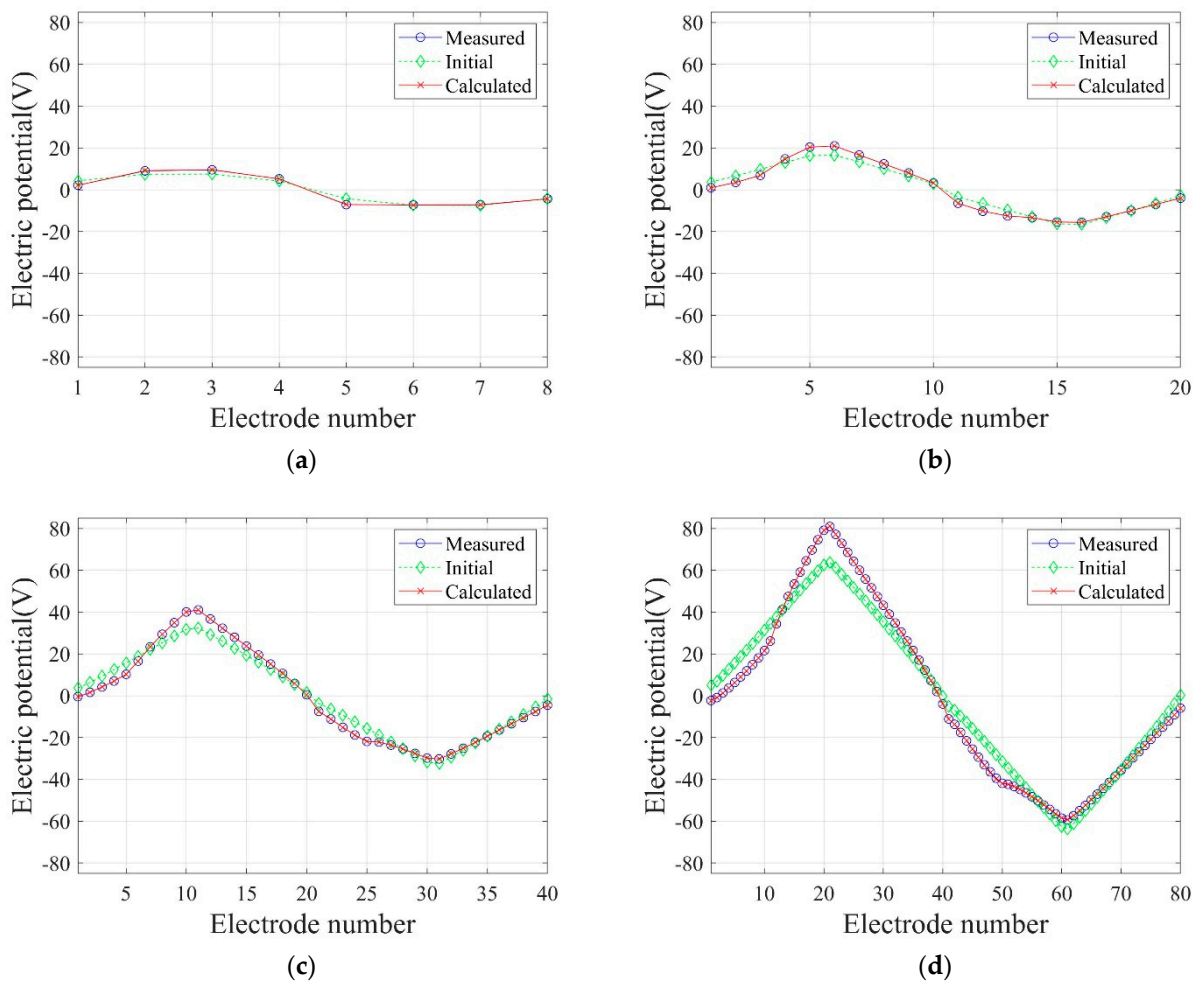 80
60
40
20
0
-20
-40
-60
-80
Electric potential(V)
Measured
Initial
Calculated
1 2 3 4 5 6 7 8
Electrode number
(a)
80
60
40
20
0
-20
-40
-60
-80
Electric potential(V)
Measured
Initial
Calculated
5 10 15 20
Electrode number
(b)
80
60
40
20
0
-20
-40
-60
-80
Electric potential(V)
Measured
Initial
Calculated
5 10 15 20 25 30 35 40
Electrode number
(c)
80
60
40
20
0
-20
-40
-60
-80
Electric potential(V)
Measured
Initial
Calculated
10 20 30 40 50 60 70 80
Electrode number
(d)